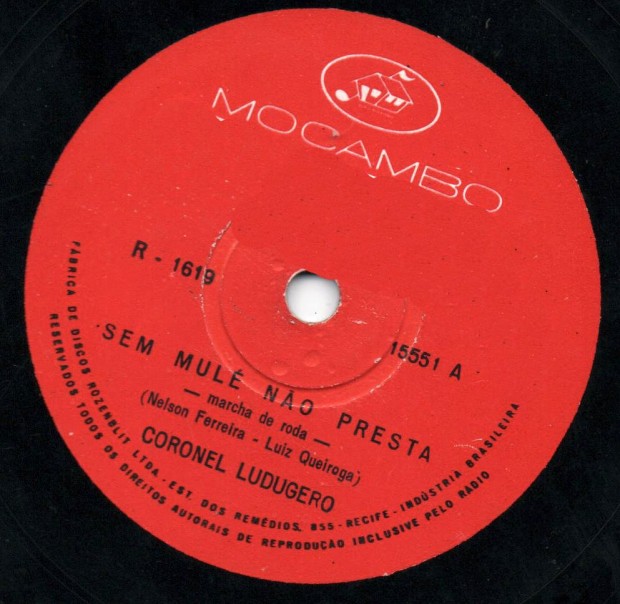 MOCAMBO
R - 1619
15551 A
SEM MULÉ NÃO PRESTA
— marcha de roda —
(Nelson Ferreira - Luiz Queiroga)
CORONEL LUDUGERO
FÁBRICA DE DISCOS ROZENBLIT LTDA. - EST. DOS REMÉDIOS, 855 - RECIFE - INDÚSTRIA BRASILEIRA
RESERVADOS TODOS OS DIREITOS AUTORAIS DE REPRODUÇÃO INCLUSIVE PELO RADIO